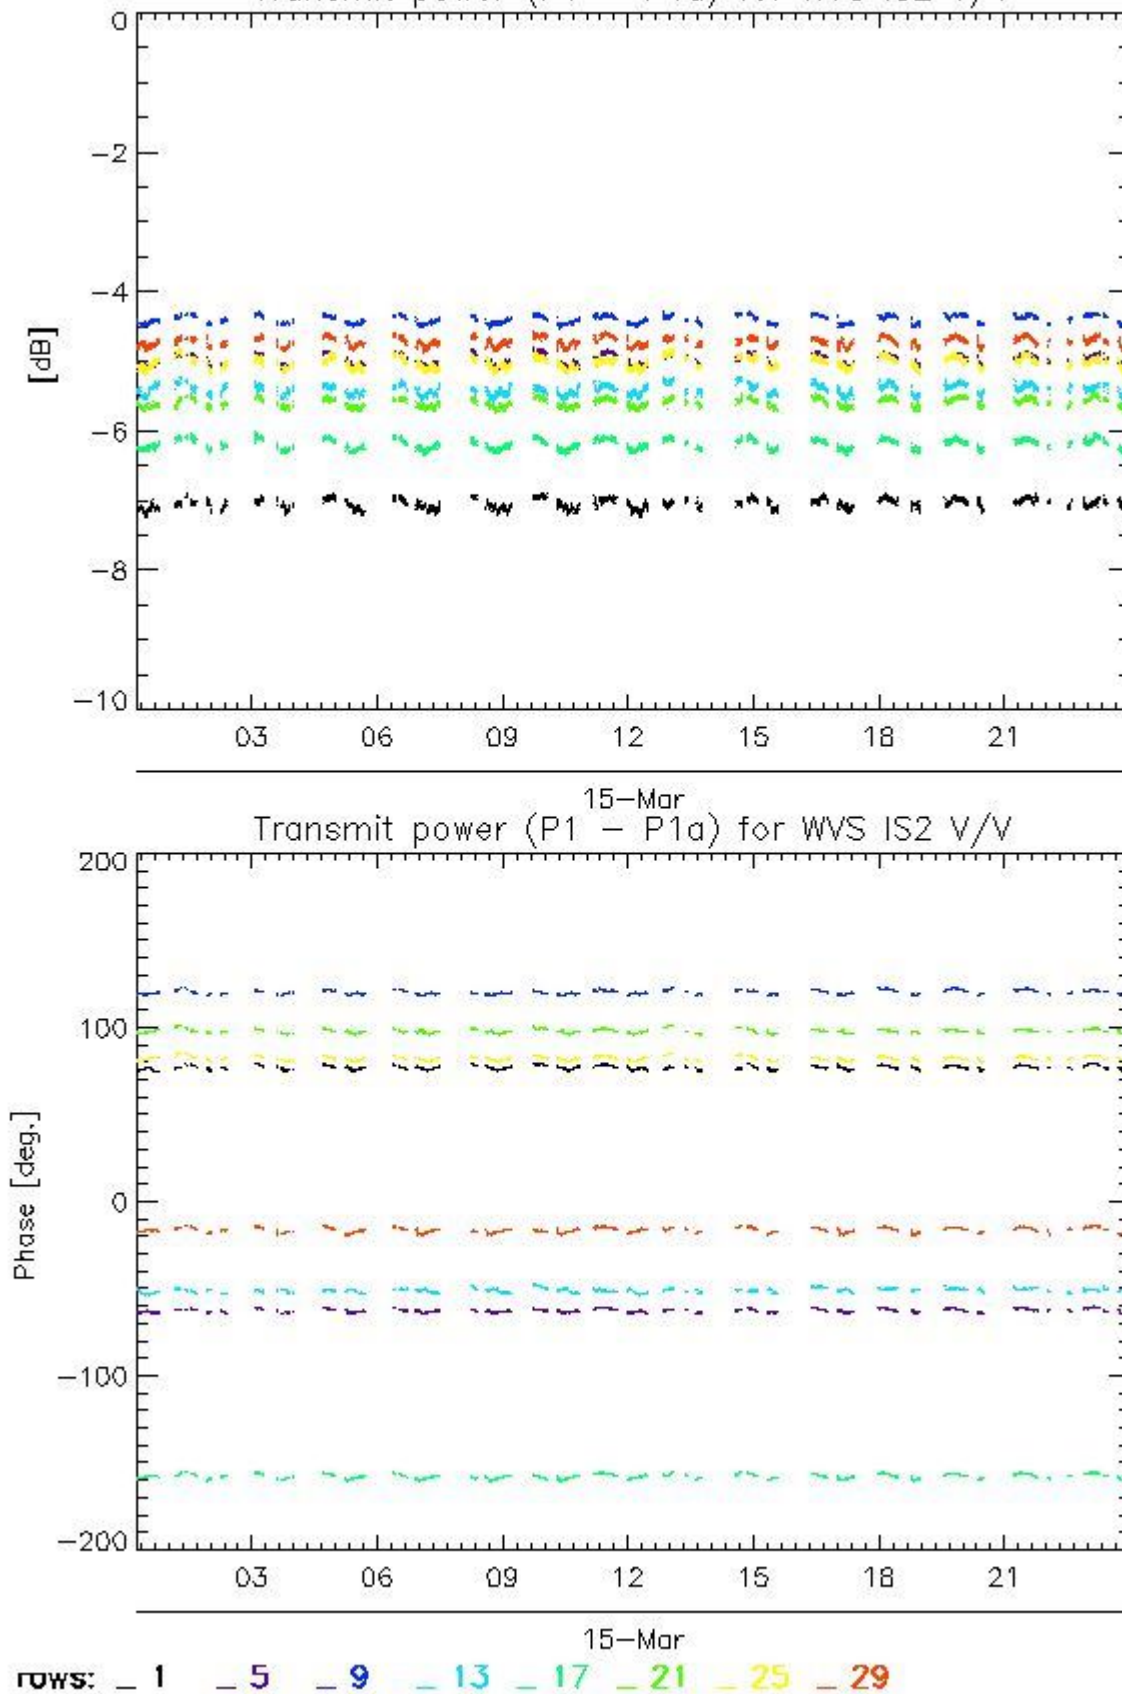 0
-2
-4
[dB]
-6
-8
-10
03 06 09 12 15 18 21
15-Mar
Transmit power (P1 - P1a) for WVS IS2 V/V
200
100
Phase [deg.]
0
-100
-200
03 06 09 12 15 18 21
15-Mar
rows: _ 1 _ 5 _ 9 _ 13 _ 17 _ 21 _ 25 _ 29